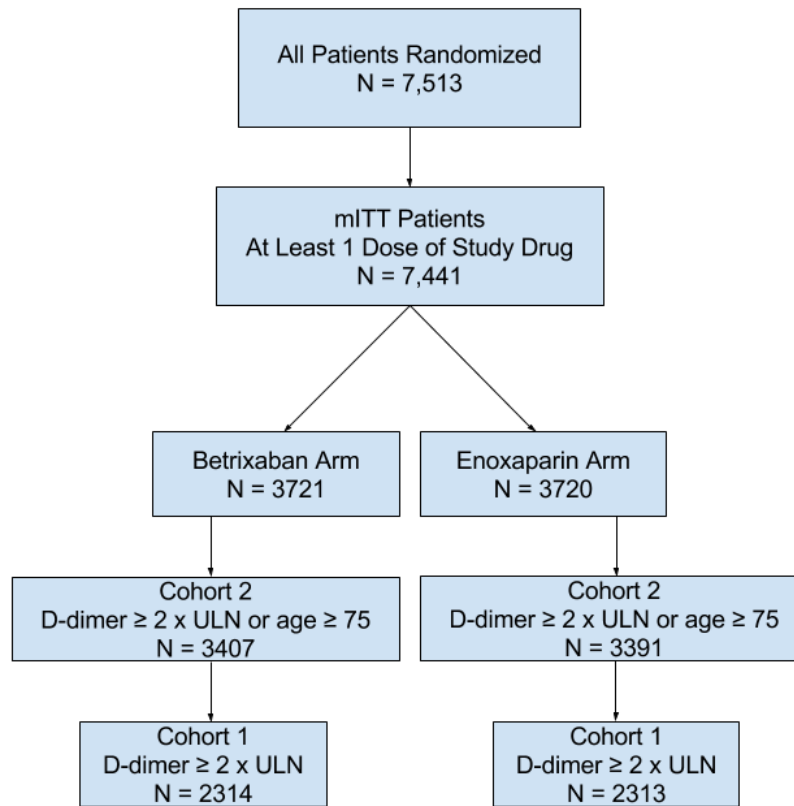 All Patients Randomized
N = 7,513
mITT Patients
At Least 1 Dose of Study Drug
N = 7,441
Betrixaban Arm
N = 3721
Enoxaparin Arm
N = 3720
Cohort 2
D-dimer ≥ 2 x ULN or age ≥ 75
N = 3407
Cohort 2
D-dimer ≥ 2 x ULN or age ≥ 75
N = 3391
Cohort 1
D-dimer ≥ 2 x ULN
N = 2314
Cohort 1
D-dimer ≥ 2 x ULN
N = 2313